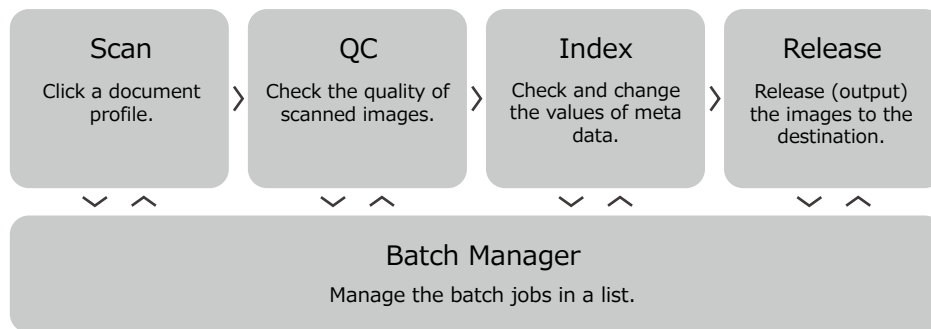 Scan
Click a document
profile.
QC
Check the quality of
scanned images.
Index
Check and change
the values of meta
data.
Release
Release (output)
the images to the
destination.
Batch Manager
Manage the batch jobs in a list.